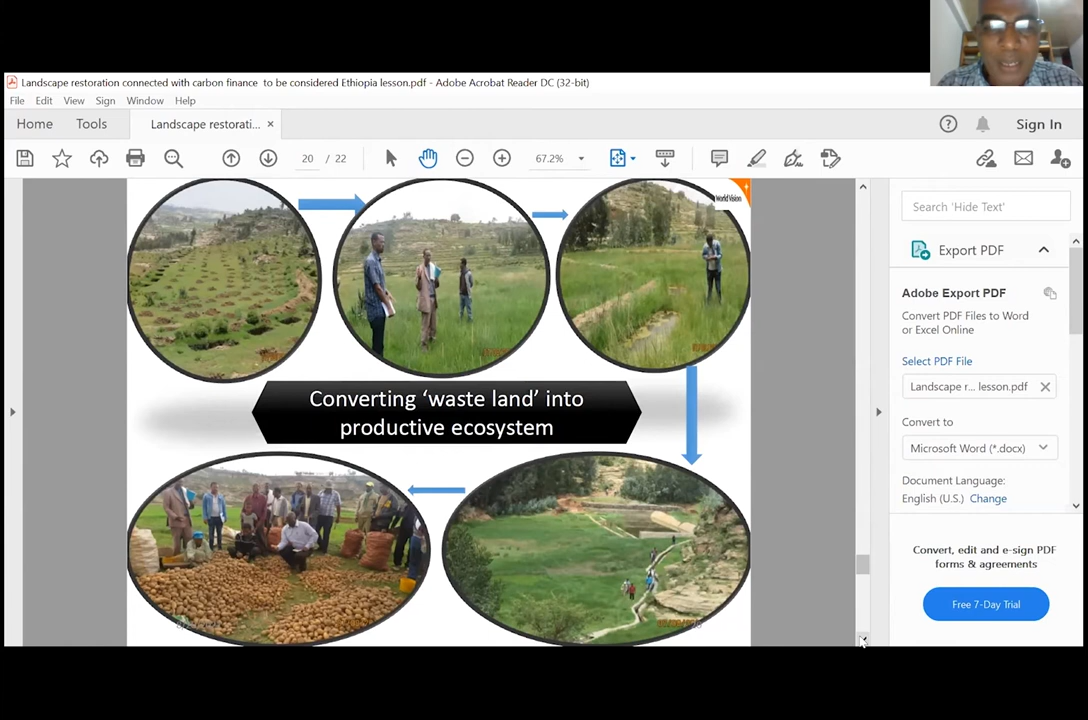 Landscape restoration connected with carbon finance  to be considered Ethiopia lesson.pdf - Adobe Acrobat Reader DC (32-bit)
File Edit View Sign Window Help
Home Tools Landscape restorati... × Sign In
20 / 22 67.2%
World Vision
Converting ‘waste land’ into
productive ecosystem
Search 'Hide Text'
Export PDF
Adobe Export PDF
Convert PDF Files to Word
or Excel Online
Select PDF File
Landscape r... lesson.pdf
Convert to
Microsoft Word (*.docx)
Document Language:
English (U.S.) Change
Convert, edit and e-sign PDF
forms & agreements
Free 7-Day Trial